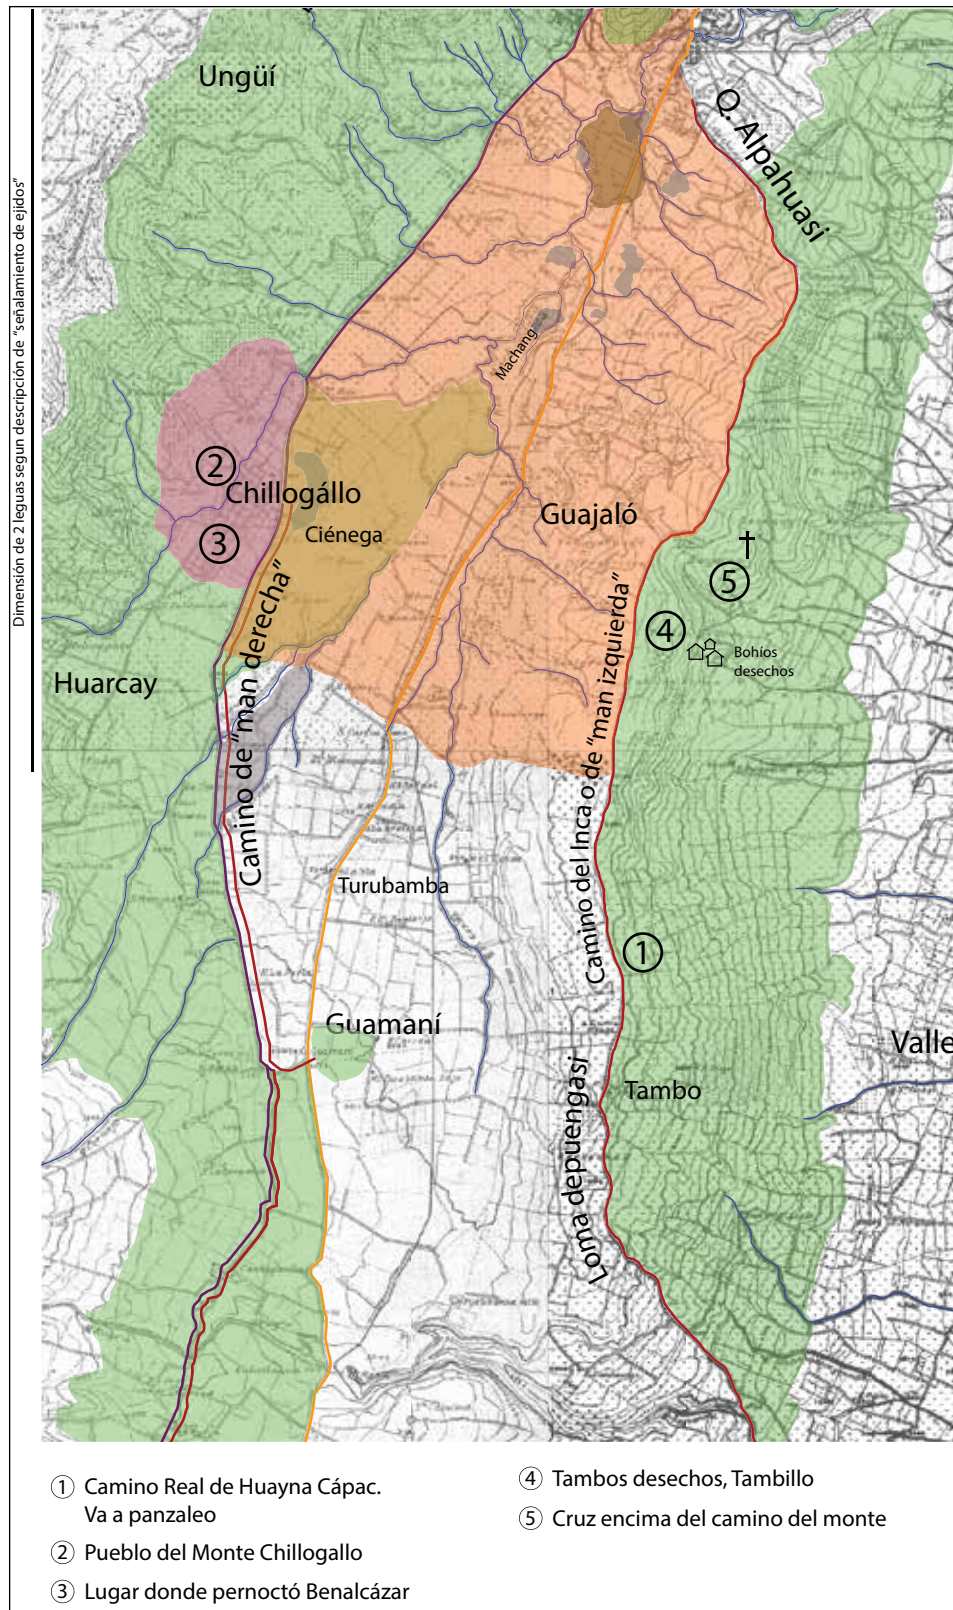 Dimensión de 2 leguas segun descripción de “señalamiento de ejidos”
Ungüí
Q. Alpahuasi
Machang
2
Chillogállo
Ciénega
3
Guajaló
5
4
Bohíos
desechos
Huarcay
Camino de “man derecha”
Camino del Inca o de “man izquierda”
Turubamba
1
Guamaní
Valle
Tambo
Loma depuengasi
1 Camino Real de Huayna Cápac.
Va a panzaleo
2 Pueblo del Monte Chillogallo
3 Lugar donde pernoctó Benalcázar
4 Tambos desechos, Tambillo
5 Cruz encima del camino del monte